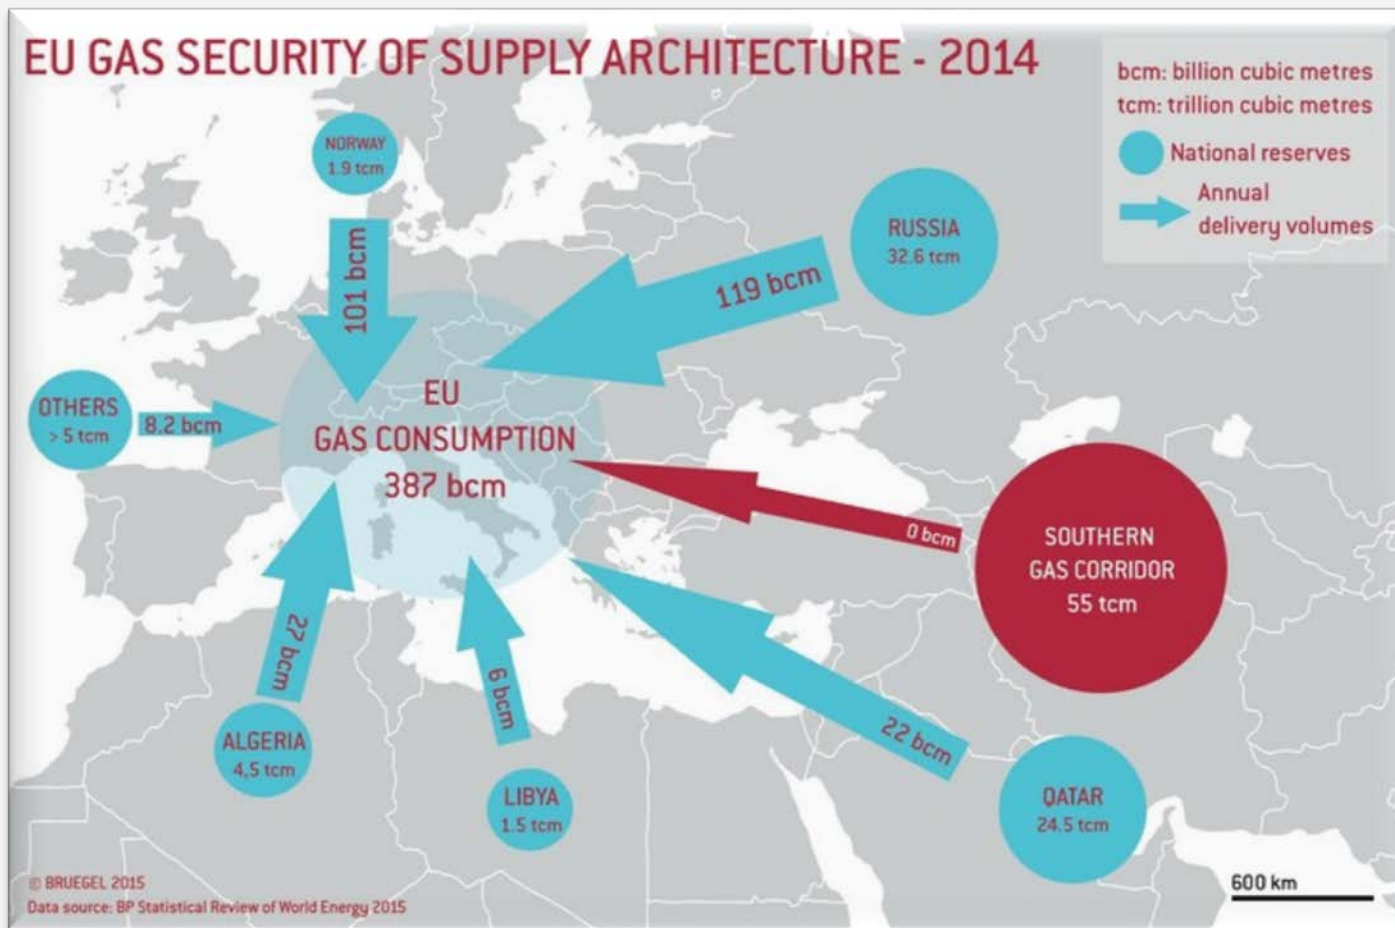 EU GAS SECURITY OF SUPPLY ARCHITECTURE - 2014
bcm: billion cubic metres
tcm: trillion cubic metres
National reserves
Annual
delivery volumes
NORWAY
1.9 tcm
101 bcm
RUSSIA
32.6 tcm
119 bcm
OTHERS
> 5 tcm
8.2 bcm
EU
GAS CONSUMPTION
387 bcm
0 bcm
SOUTHERN
GAS CORRIDOR
55 tcm
27 bcm
ALGERIA
4,5 tcm
6 bcm
LIBYA
1.5 tcm
22 bcm
QATAR
24.5 tcm
© BRUEGEL 2015
Data source: BP Statistical Review of World Energy 2015
600 km